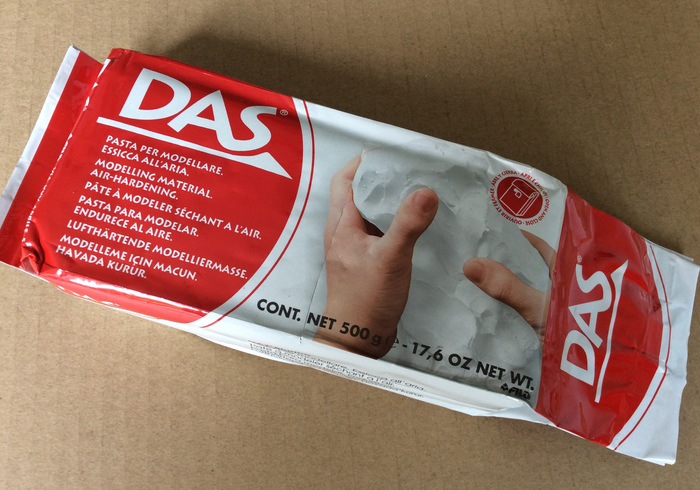 DAS®
PASTA PER MODELLARE.
ESSICCA ALL'ARIA.
MODELLING MATERIAL.
AIR-HARDENING.
PÂTE À MODELER SÉCHANT À L'AIR.
PASTA PARA MODELAR.
ENDURECE AL AIRE.
LUFTHÄRTENDE MODELLIERMASSE.
MODELLEME IÇIN MACUN.
HAVADA KURUR.
CONT. NET 500 g e - 17,6 OZ NET WT.
DAS®